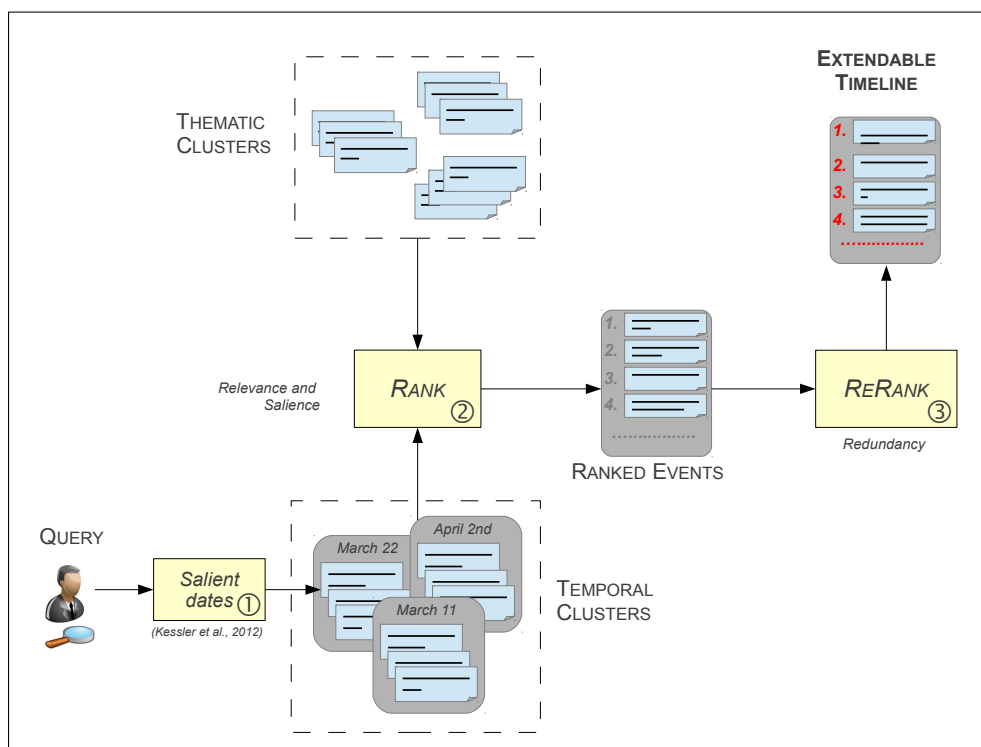 EXTENDABLE
TIMELINE
THEMATIC
CLUSTERS
1.
2.
3.
4.
..................
Relevance and
Salience
RANK
②
1.
2.
3.
4.
..................
RANKED EVENTS
RERANK
③
Redundancy
QUERY
Salient
dates ①
(Kessler et al., 2012)
March 22
April 2nd
March 11
TEMPORAL
CLUSTERS